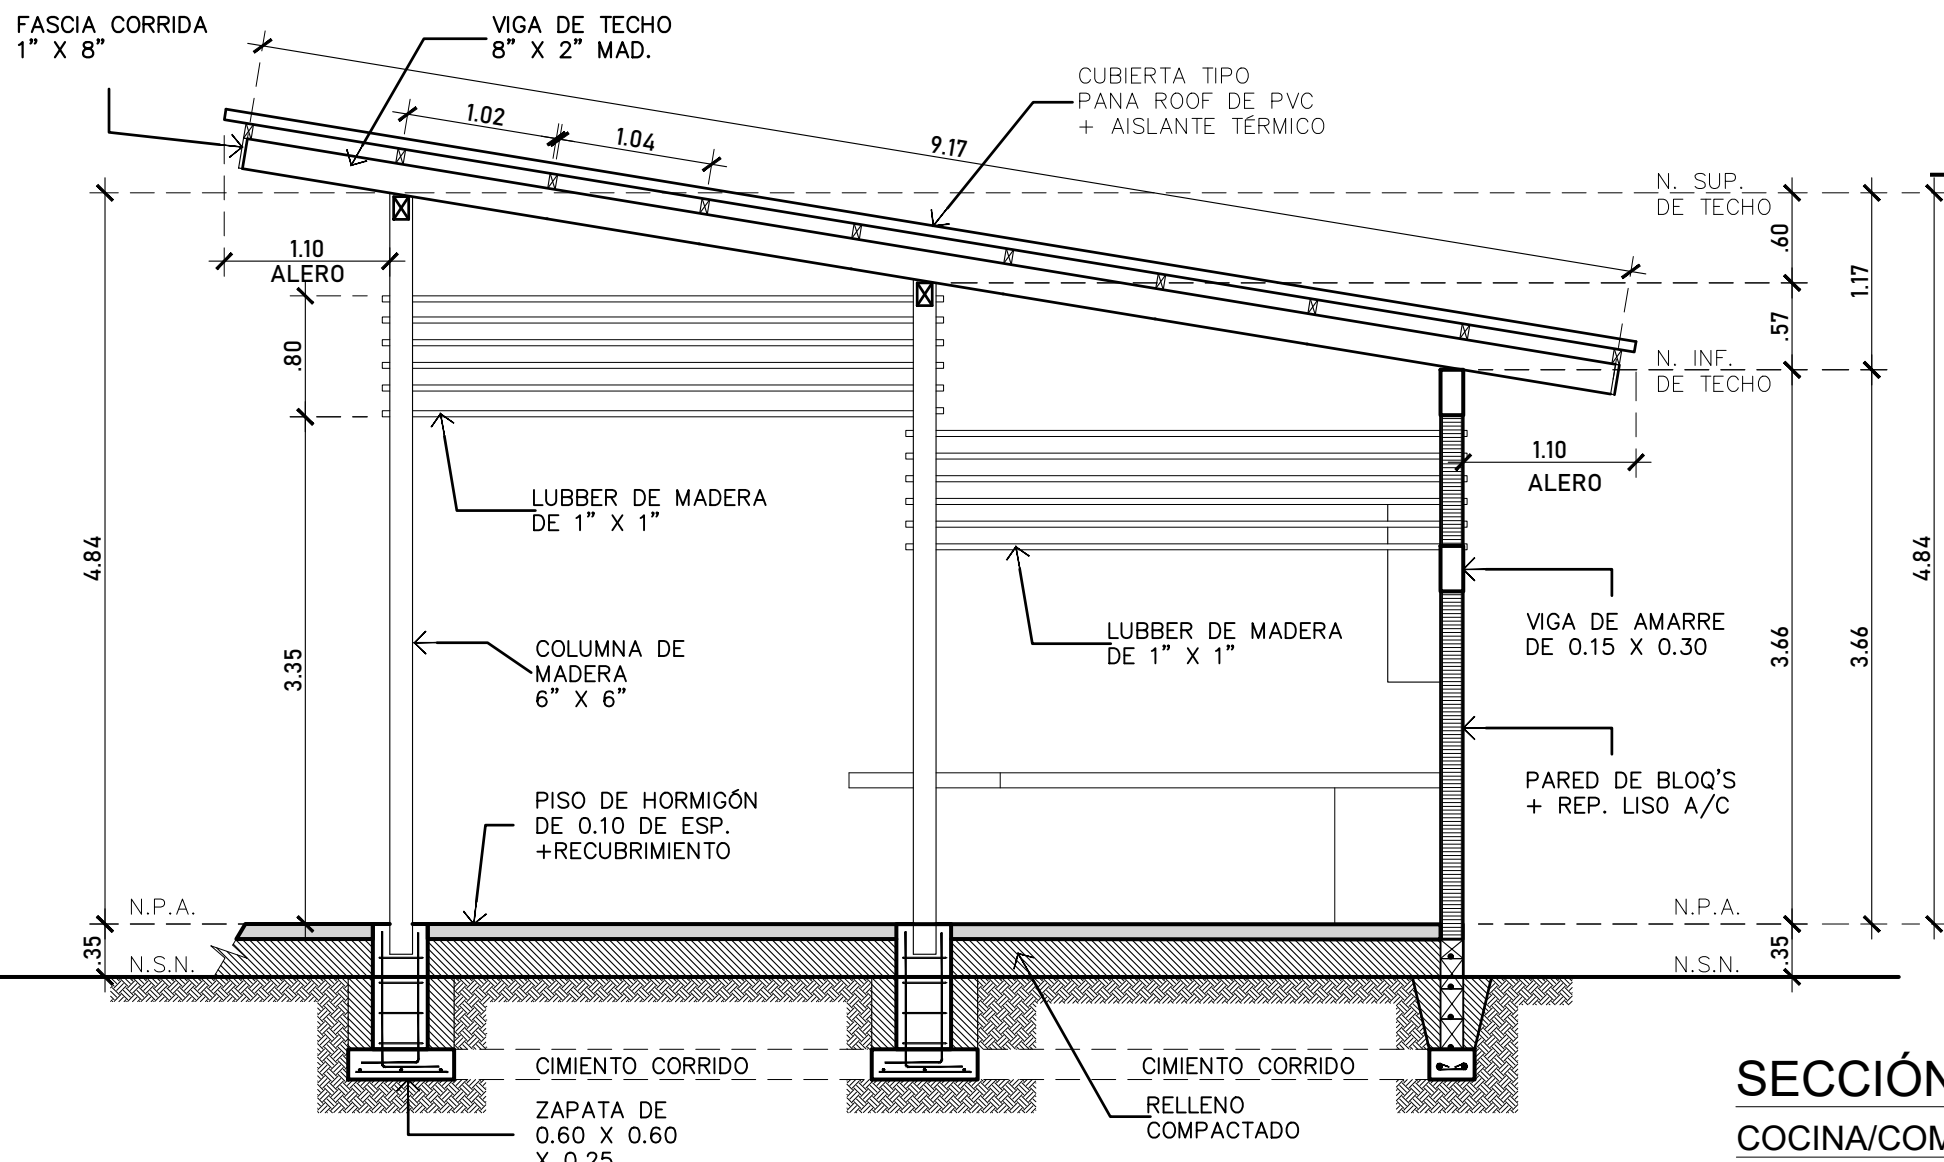 FASCIA CORRIDA
1" X 8"
VIGA DE TECHO
8" X 2" MAD.
CUBIERTA TIPO
PANA ROOF DE PVC
+ AISLANTE TÉRMICO
1.02
1.04
9.17
N. SUP.
DE TECHO
1.10
ALERO
.60
1.17
.57
.80
N. INF.
DE TECHO
1.10
ALERO
LUBBER DE MADERA
DE 1" X 1"
4.84
4.84
LUBBER DE MADERA
DE 1" X 1"
VIGA DE AMARRE
DE 0.15 X 0.30
COLUMNA DE
MADERA
6" X 6"
3.35
3.66
3.66
PARED DE BLOQ'S
+ REP. LISO A/C
PISO DE HORMIGÓN
DE 0.10 DE ESP.
+RECUBRIMIENTO
N.P.A.
N.P.A.
.35
.35
N.S.N.
N.S.N.
CIMIENTO CORRIDO
CIMIENTO CORRIDO
ZAPATA DE
0.60 X 0.60
X 0.25
RELLENO
COMPACTADO
SECCIÓN
COCINA/COM